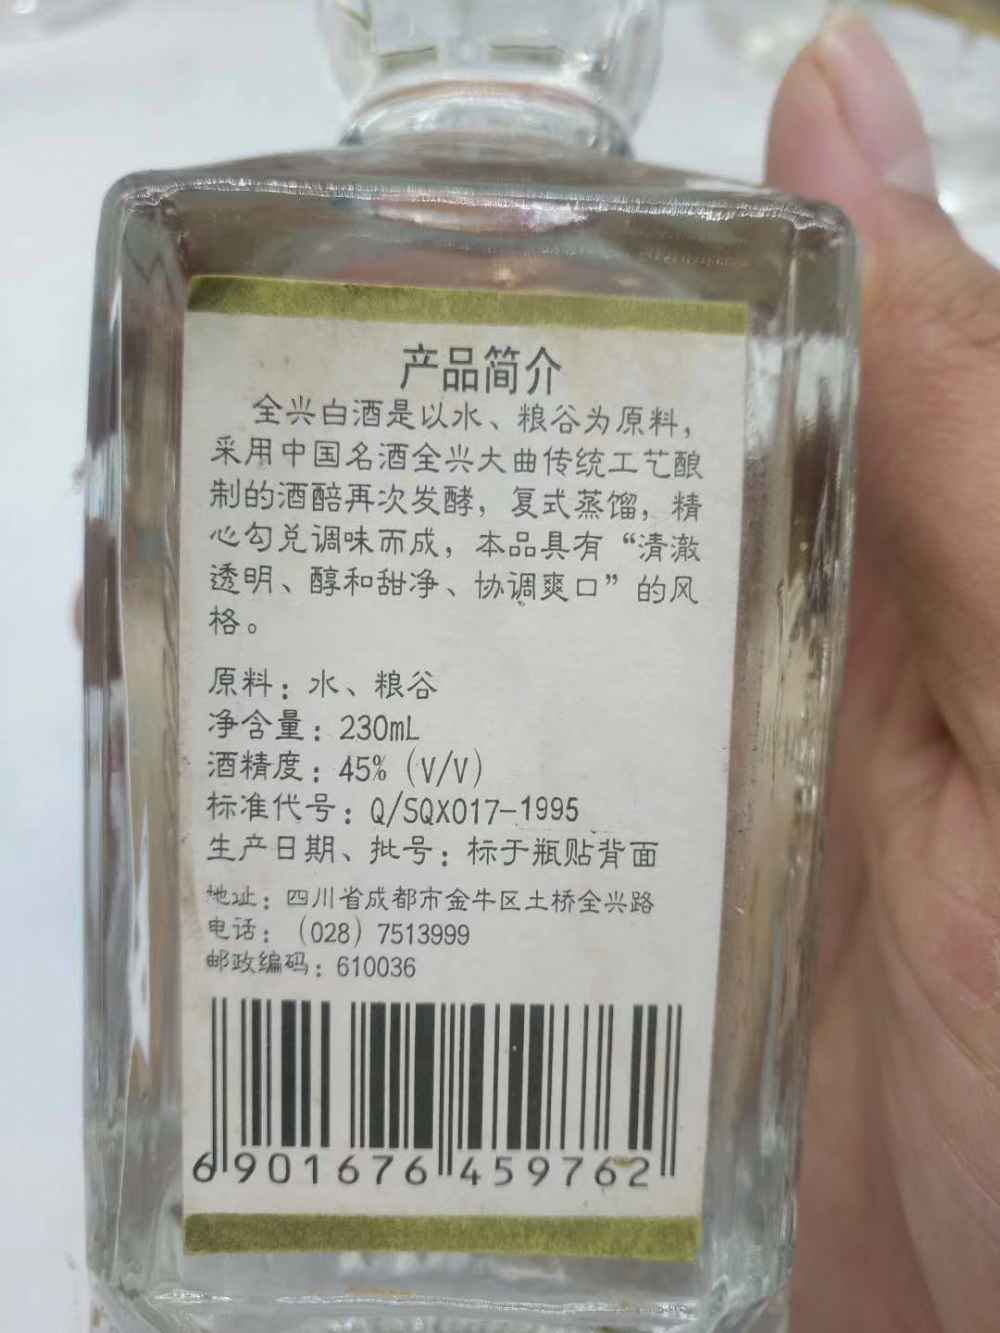 产品简介
全兴白酒是以水、粮谷为原料，
采用中国名酒全兴大曲传统工艺酿
制的酒醅再次发酵，复式蒸馏，精
心勾兑调味而成，本品具有“清澈
透明、醇和甜净、协调爽口”的风
格。
原料：水、粮谷
净含量：230mL
酒精度：45%（V/V）
标准代号：Q/SQX017-1995
生产日期、批号：标于瓶贴背面
地址：四川省成都市金牛区土桥全兴路
电话：（028）7513999
邮政编码：610036
6901676459762